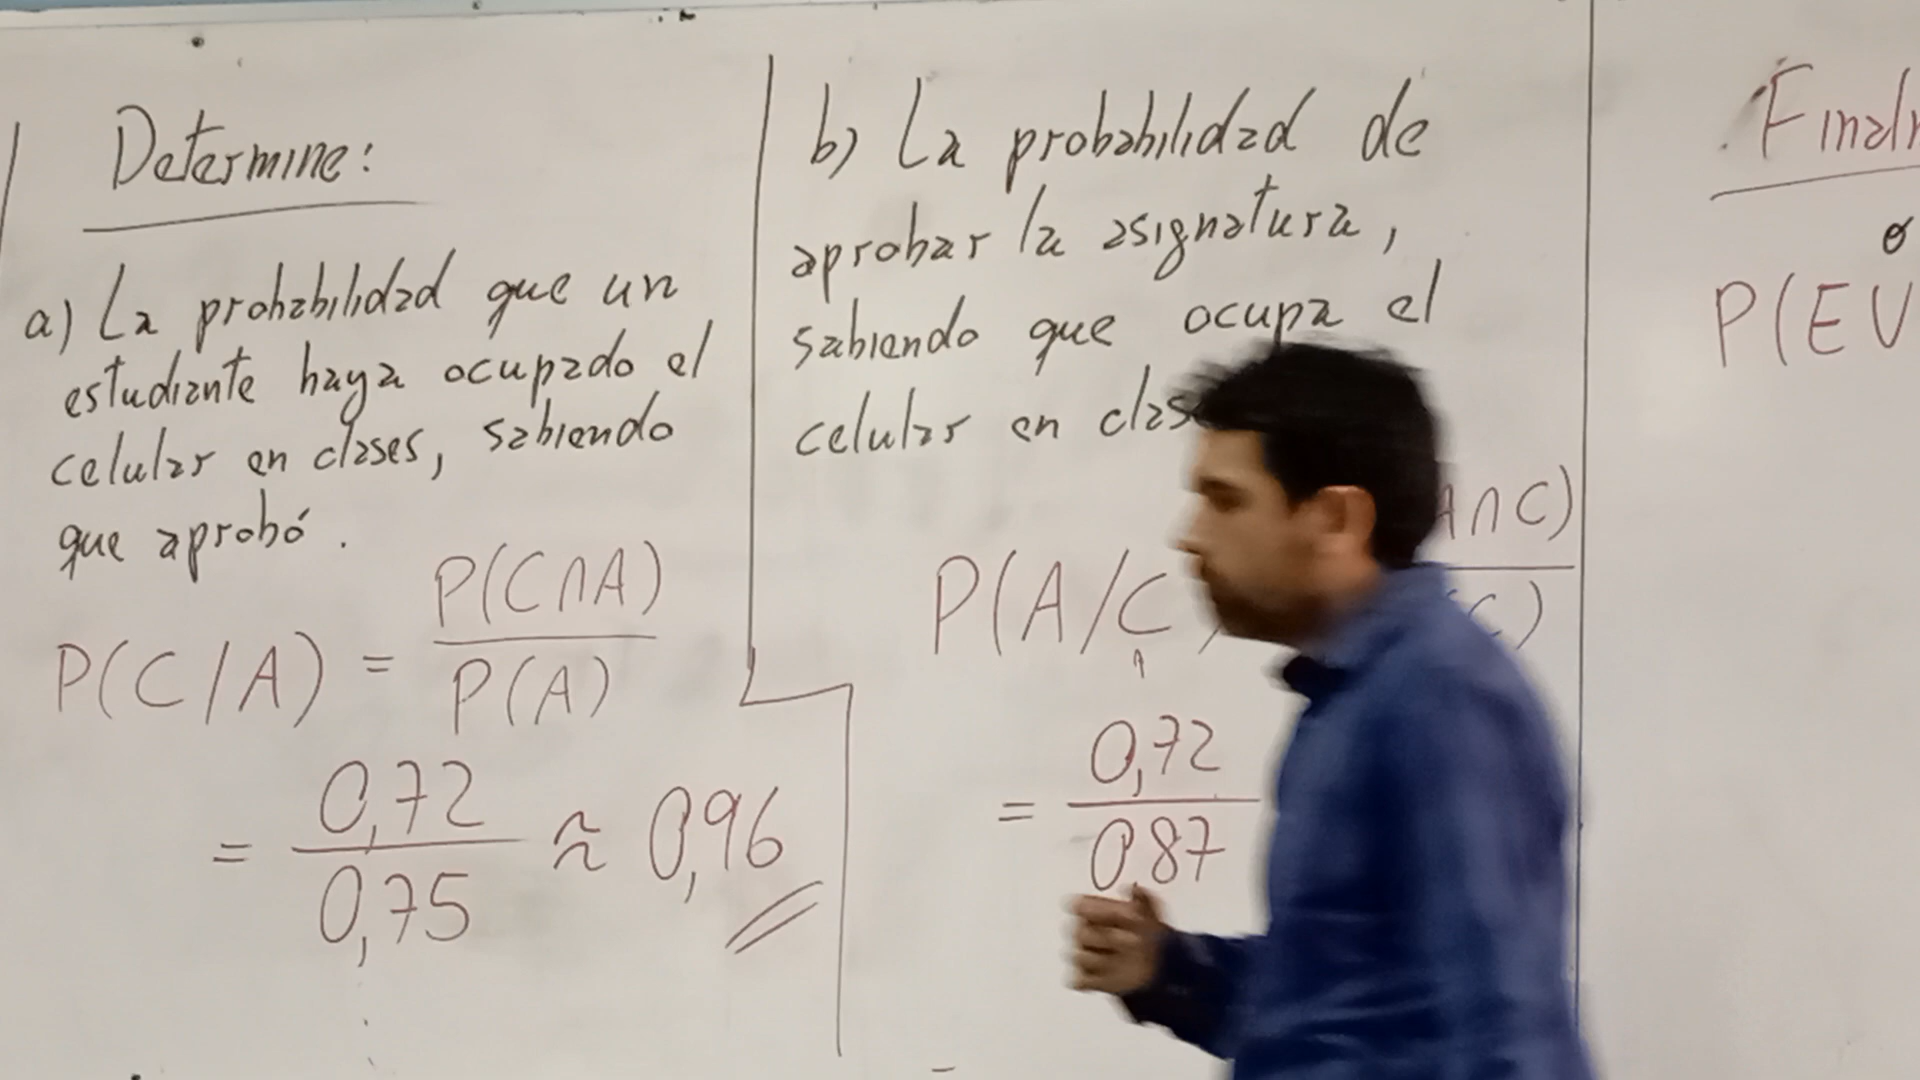 Determine:
a) La probabilidad que un
estudiante haya ocupado el
celular en clases, sabiendo
que aprobó.
P(C/A) = P(C∩A)
P(A)
= 0,72
0,75
≈ 0,96
b) La probabilidad de
aprobar la asignatura,
sabiendo que ocupa el
celular en
P(A/C
∩C)
C)
= 0,72
0,87
P(E∪